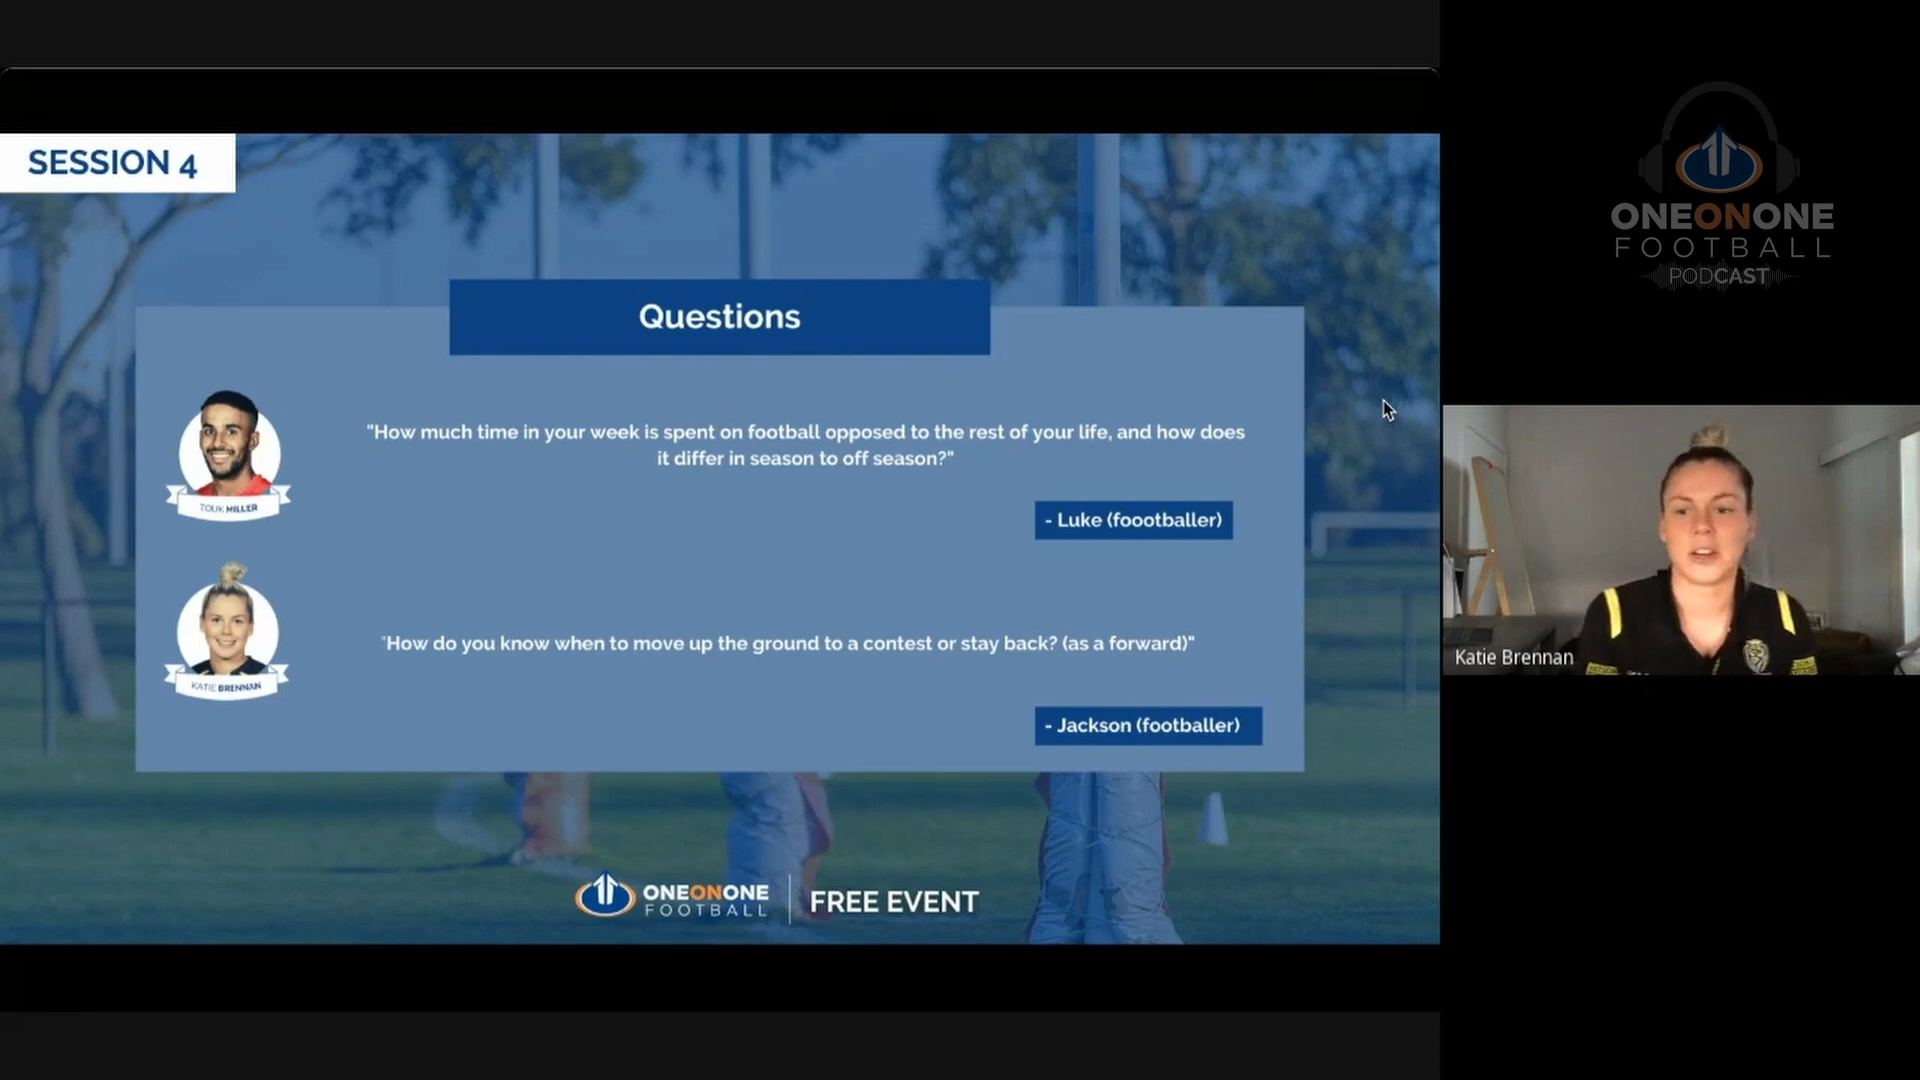 SESSION 4
Questions
"How much time in your week is spent on football opposed to the rest of your life, and how does
it differ in season to off season?"
TOUK MILLER
- Luke (foootballer)
"How do you know when to move up the ground to a contest or stay back? (as a forward)"
KATIE BRENNAN
- Jackson (footballer)
ONEONONE
FOOTBALL
FREE EVENT
ONEONONE
FOOTBALL
PODCAST
Katie Brennan